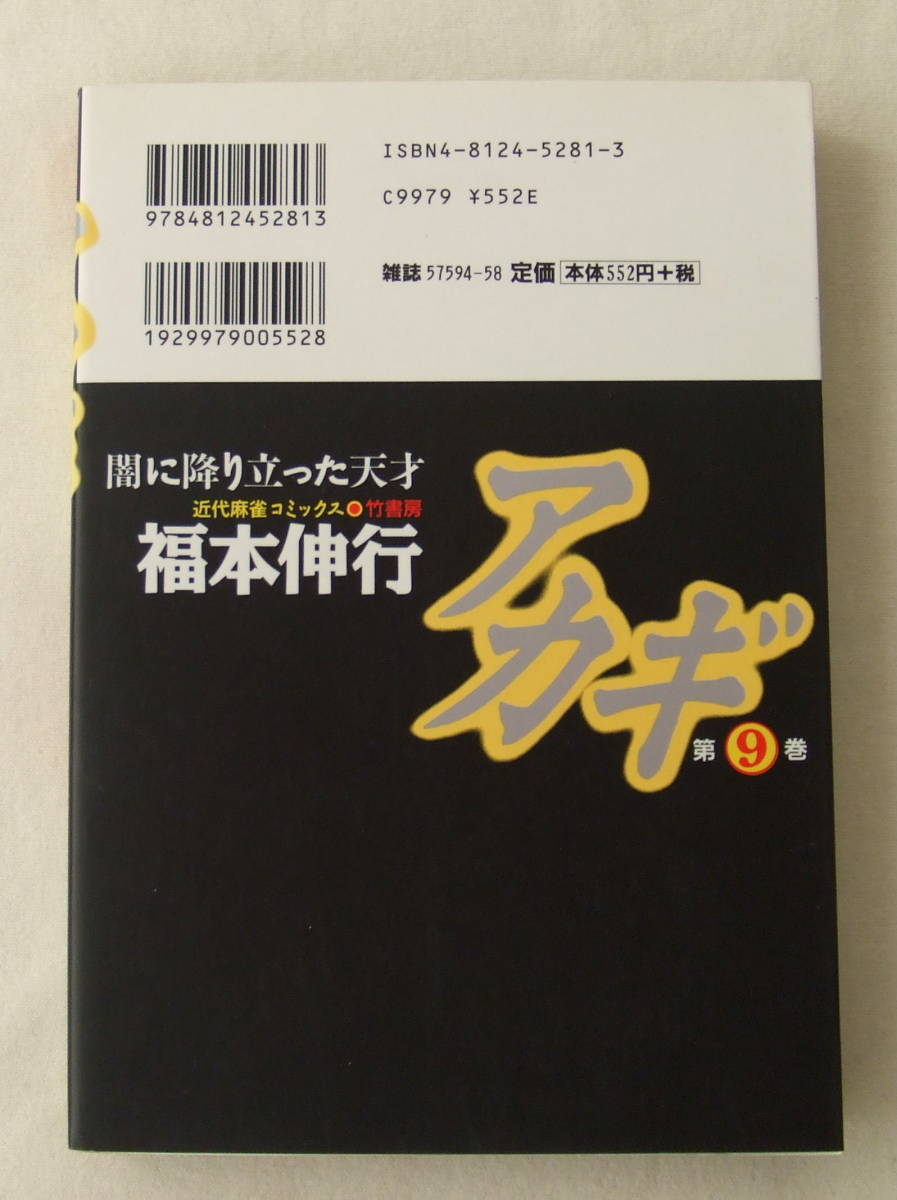 ISBN4-8124-5281-3
C9979 ¥552E
9784812452813
雑誌 57594-58 定価 本体552円+税
1929979005528
闇に降り立った天才
近代麻雀コミックス●竹書房
福本伸行
アカギ
第9巻